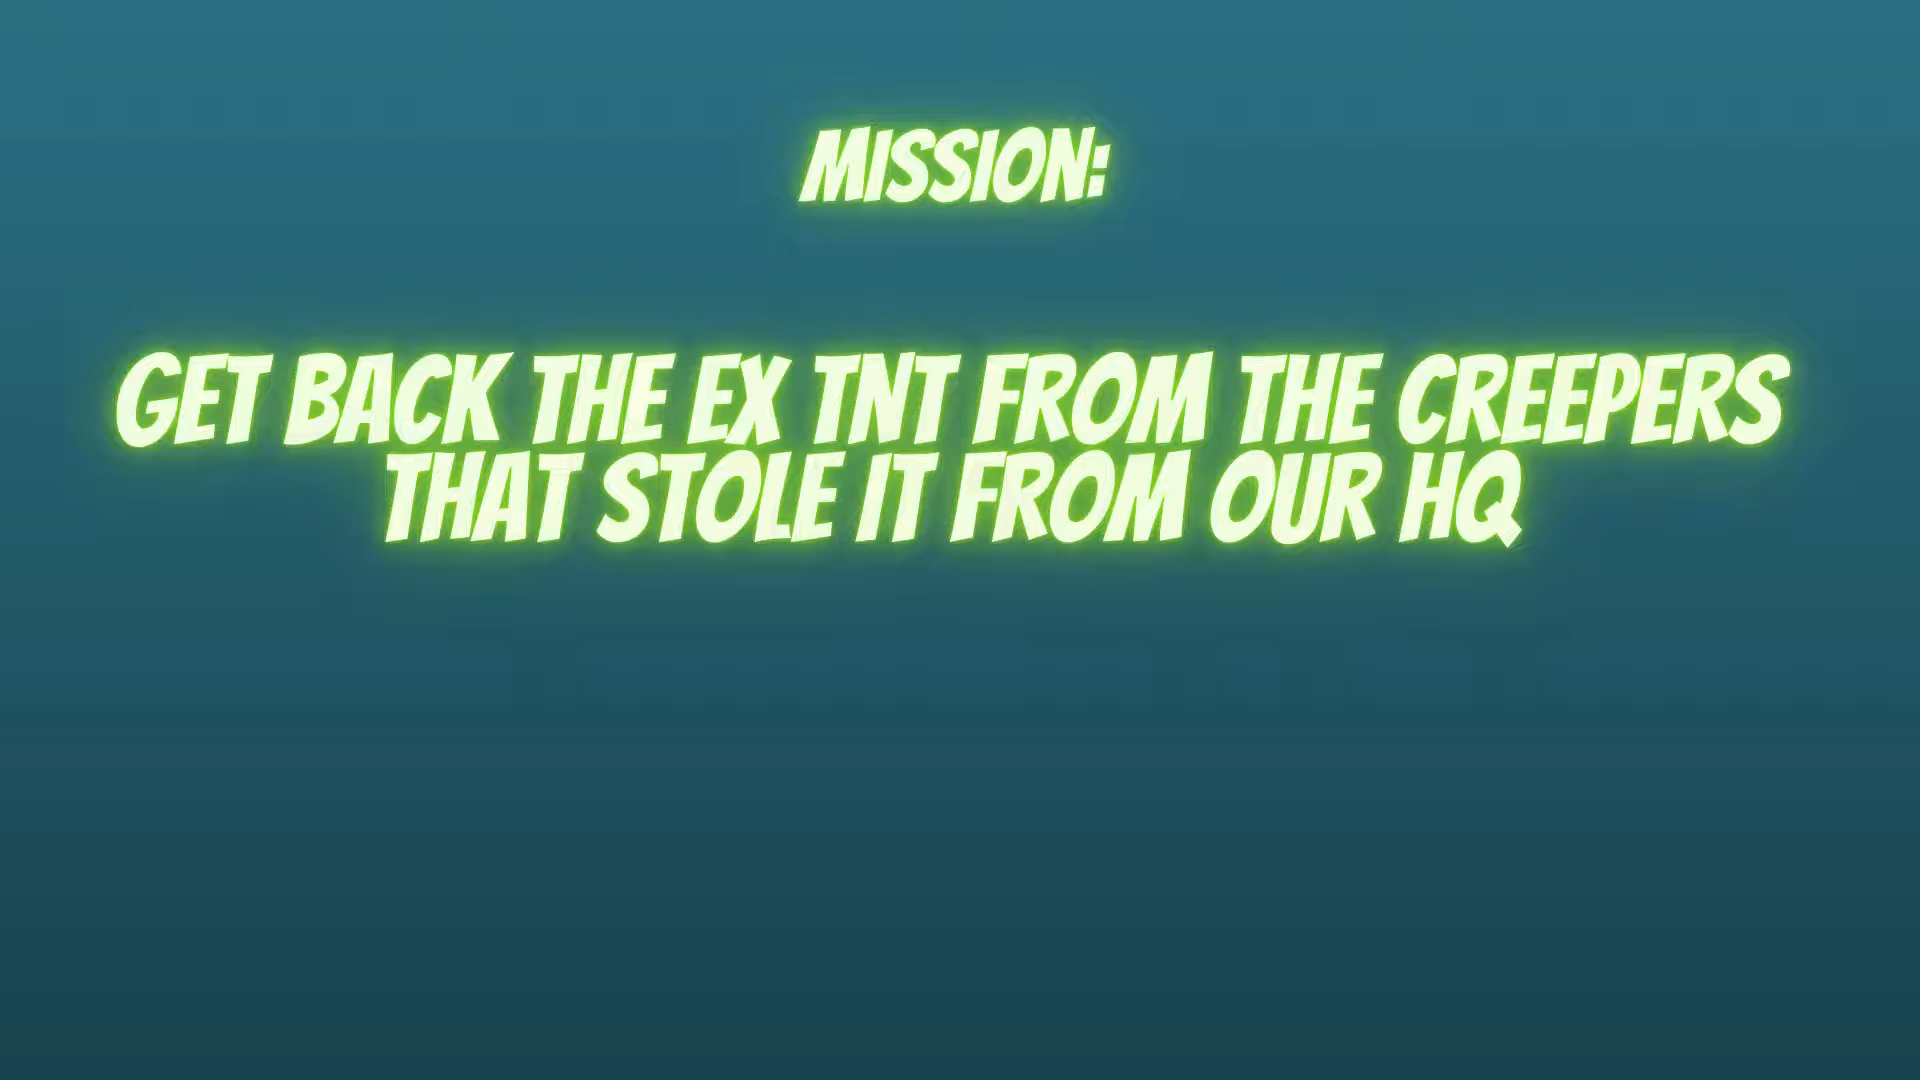 MISSION:
GET BACK THE EX TNT FROM THE CREEPERS
THAT STOLE IT FROM OUR HQ